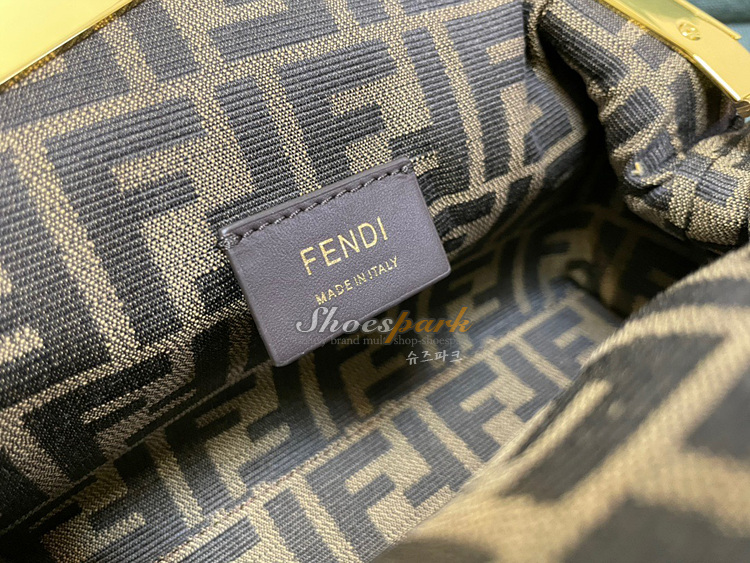 FENDI
MADE IN ITALY
Shoespark
슈즈파크